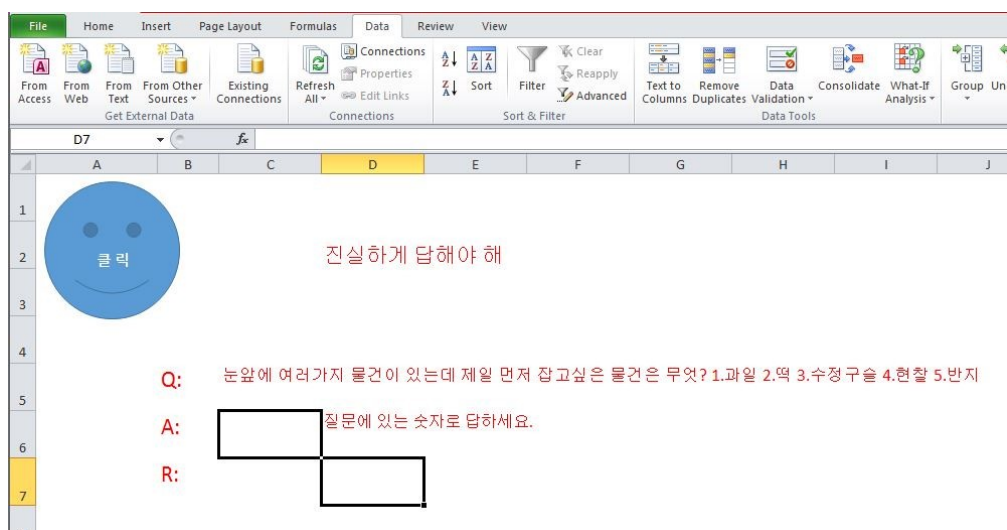 File Home Insert Page Layout Formulas Data Review View
From Access From Web From Text From Other Sources Existing Connections Refresh All Connections Properties Edit Links Sort Filter Clear Reapply Advanced Text to Columns Remove Duplicates Data Validation Consolidate What-If Analysis Group Un
Get External Data Connections Sort & Filter Data Tools
D7 fx
A B C D E F G H I J
1
2 클릭 진실하게 답해야 해
3
4
5 Q: 눈앞에 여러가지 물건이 있는데 제일 먼저 잡고싶은 물건은 무엇? 1.과일 2.떡 3.수정구슬 4.현찰 5.반지
6 A: 질문에 있는 숫자로 답하세요.
7 R: